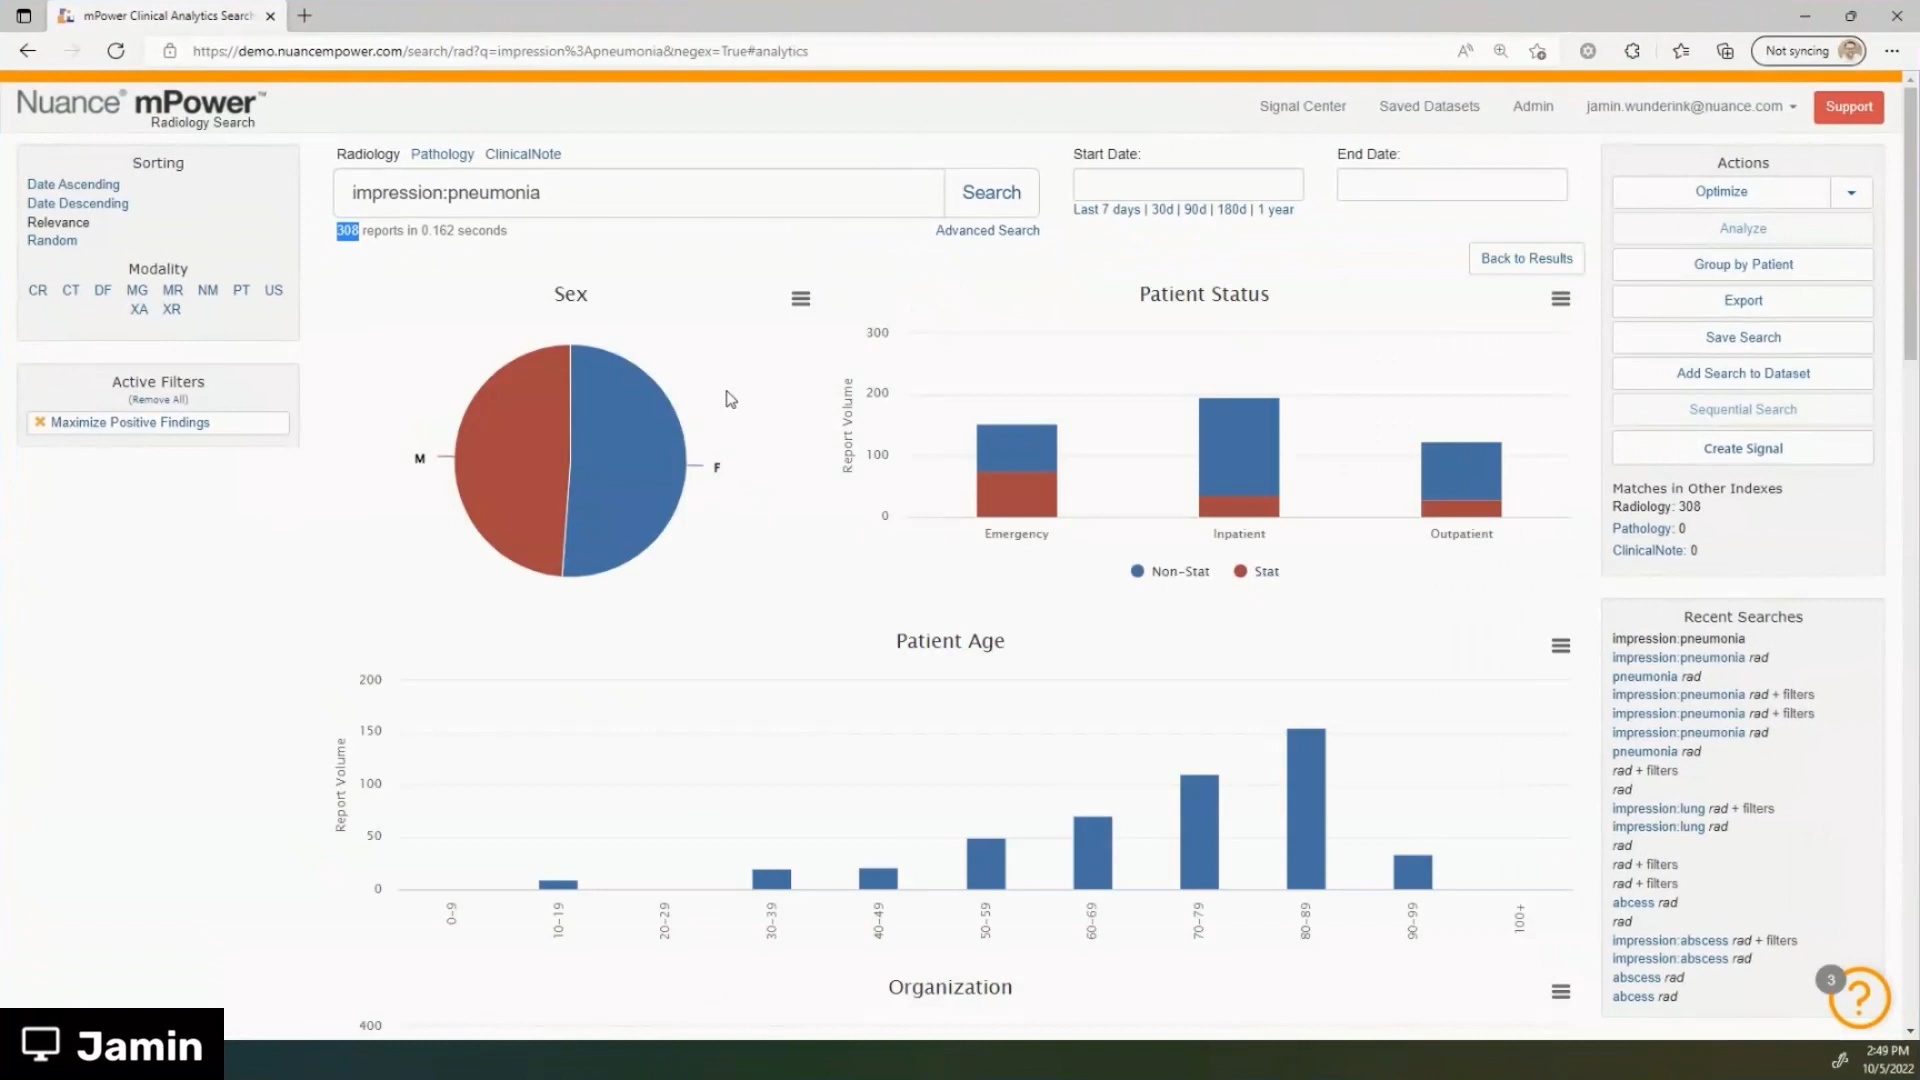 mPower Clinical Analytics Search
https://demo.nuancempower.com/search/rad?q=impression%3Apneumonia&negex=True#analytics
Not syncing
Nuance® mPower™
Radiology Search
Signal Center
Saved Datasets
Admin
jamin.wunderink@nuance.com
Support
Sorting
Date Ascending
Date Descending
Relevance
Random
Modality
CR CT DF MG MR NM PT US
XA XR
Active Filters
(Remove All)
Maximize Positive Findings
Radiology Pathology ClinicalNote
impression:pneumonia
Search
308 reports in 0.162 seconds
Advanced Search
Start Date:
End Date:
Last 7 days | 30d | 90d | 180d | 1 year
Back to Results
Sex
M
F
Patient Status
Report Volume
300
200
100
0
Emergency
Inpatient
Outpatient
Non-Stat
Stat
Patient Age
Report Volume
200
150
100
50
0
0-9
10-19
20-29
30-39
40-49
50-59
60-69
70-79
80-89
90-99
100+
Organization
400
Actions
Optimize
Analyze
Group by Patient
Export
Save Search
Add Search to Dataset
Sequential Search
Create Signal
Matches in Other Indexes
Radiology: 308
Pathology: 0
ClinicalNote: 0
Recent Searches
impression:pneumonia
impression:pneumonia rad
pneumonia rad
impression:pneumonia rad + filters
impression:pneumonia rad + filters
impression:pneumonia rad
pneumonia rad
rad + filters
rad
impression:lung rad + filters
impression:lung rad
rad
rad + filters
rad + filters
abcess rad
rad
impression:abscess rad + filters
impression:abscess rad
abscess rad
abcess rad
3
?
Jamin
2:49 PM
10/5/2022